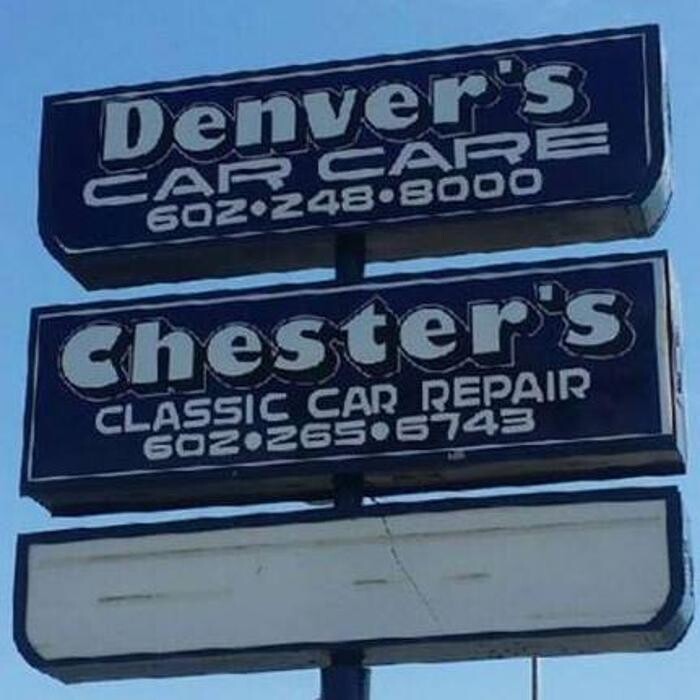 Denver's
CAR CARE
602•248•8000
Chester's
CLASSIC CAR REPAIR
602•265•6743